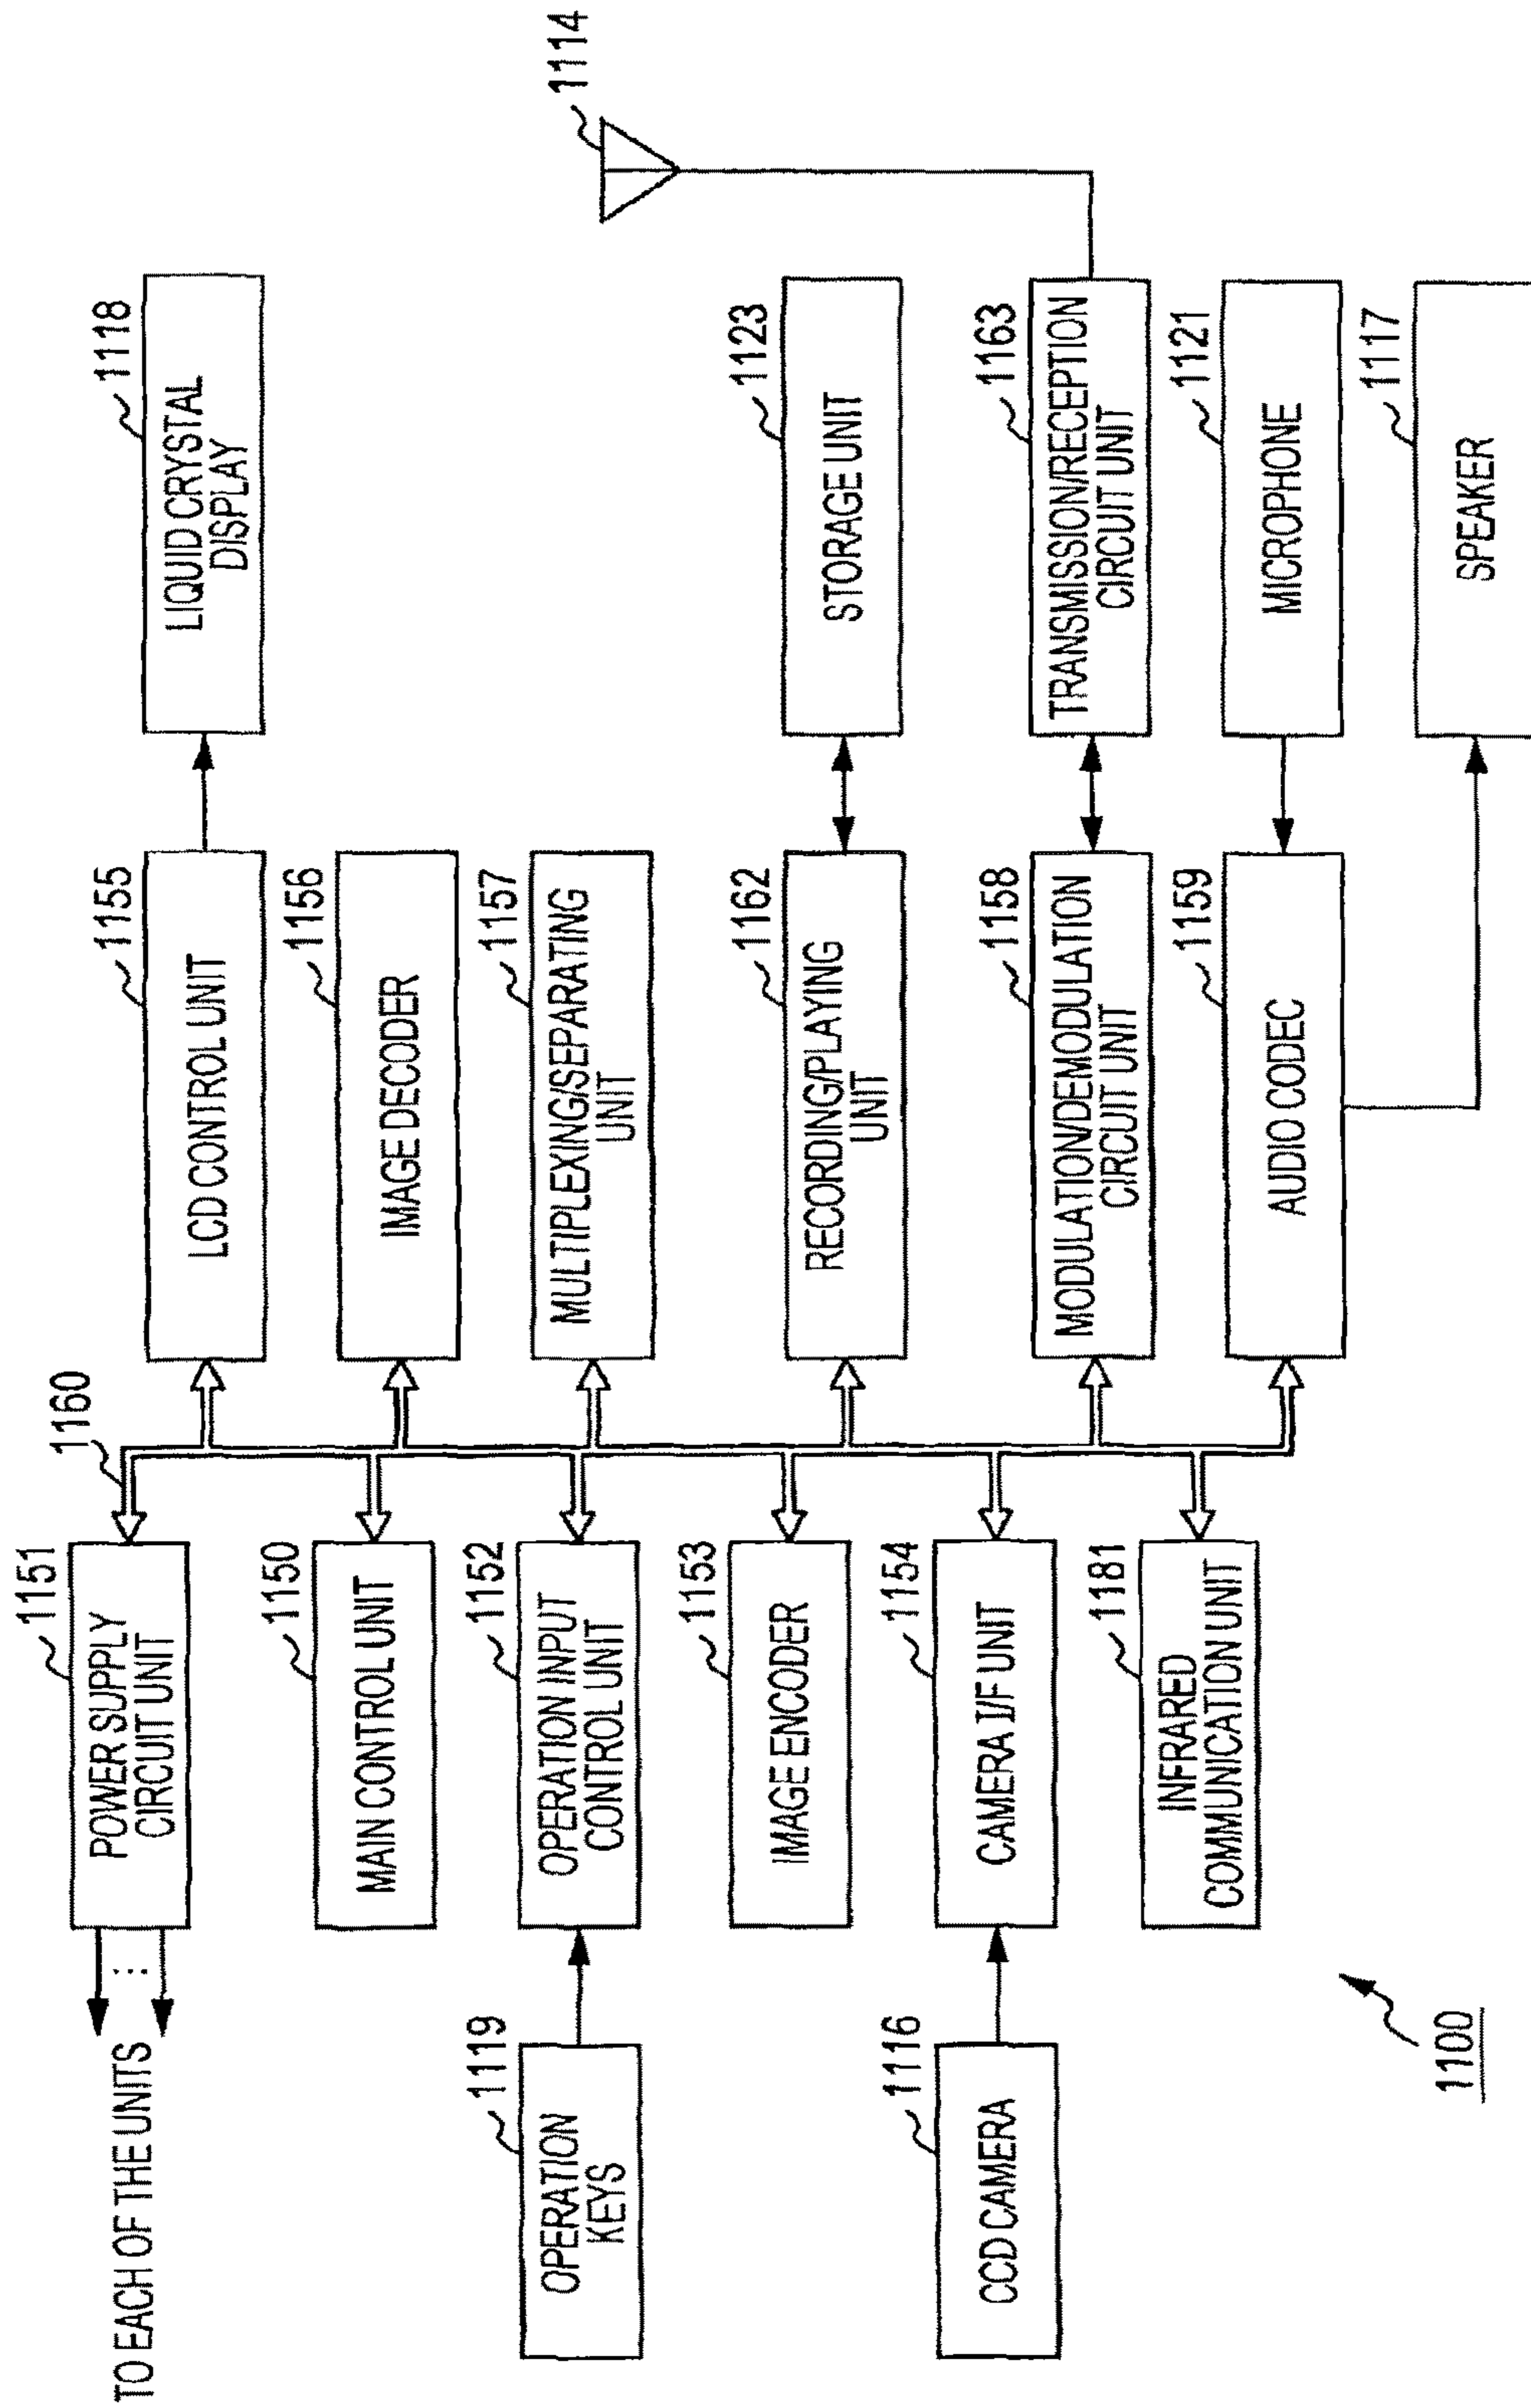 TO EACH OF THE UNITS
1151
POWER SUPPLY
CIRCUIT UNIT
1160
1155
LCD CONTROL UNIT
1118
LIQUID CRYSTAL
DISPLAY
1150
MAIN CONTROL UNIT
1156
IMAGE DECODER
1119
OPERATION
KEYS
1152
OPERATION INPUT
CONTROL UNIT
1157
MULTIPLEXING/SEPARATING
UNIT
1114
1153
IMAGE ENCODER
1162
RECORDING/PLAYING
UNIT
1123
STORAGE UNIT
1116
CCD CAMERA
1154
CAMERA I/F UNIT
1158
MODULATION/DEMODULATION
CIRCUIT UNIT
1163
TRANSMISSION/RECEPTION
CIRCUIT UNIT
1181
INFRARED
COMMUNICATION UNIT
1159
AUDIO CODEC
1121
MICROPHONE
1117
SPEAKER
1100